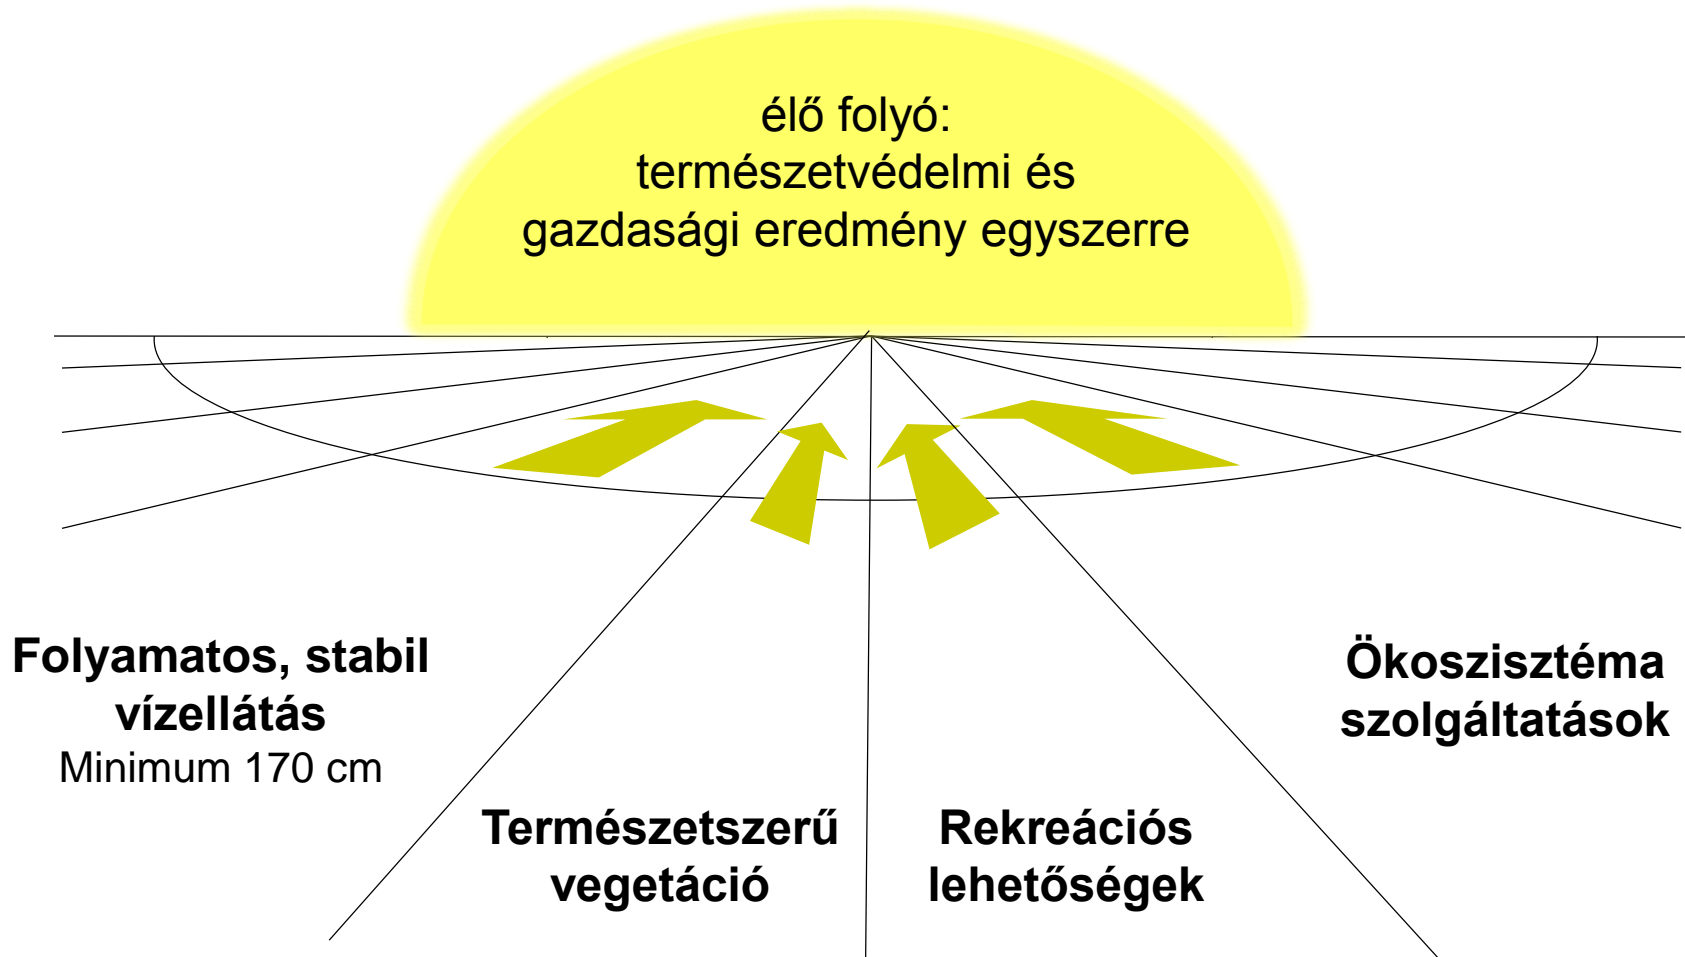 élő folyó:
természetvédelmi és
gazdasági eredmény egyszerre
Folyamatos, stabil
vízellátás
Minimum 170 cm
Természetszerű
vegetáció
Rekreációs
lehetőségek
Ökoszisztéma
szolgáltatások